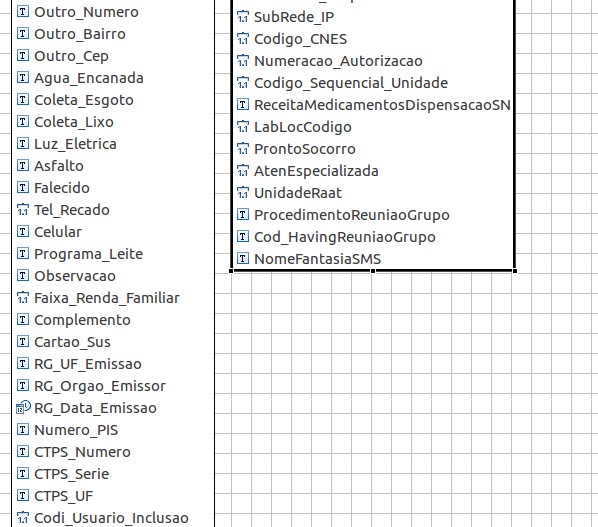 Outro_Numero
Outro_Bairro
Outro_Cep
Agua_Encanada
Coleta_Esgoto
Coleta_Lixo
Luz_Eletrica
Asfalto
Falecido
Tel_Recado
Celular
Programa_Leite
Observacao
Faixa_Renda_Familiar
Complemento
Cartao_Sus
RG_UF_Emissao
RG_Orgao_Emissor
RG_Data_Emissao
Numero_PIS
CTPS_Numero
CTPS_Serie
CTPS_UF
Codi_Usuario_Inclusao
SubRede_IP
Codigo_CNES
Numeracao_Autorizacao
Codigo_Sequencial_Unidade
ReceitaMedicamentosDispensacaoSN
LabLocCodigo
ProntoSocorro
AtenEspecializada
UnidadeRaat
ProcedimentoReuniaoGrupo
Cod_HavingReuniaoGrupo
NomeFantasiaSMS